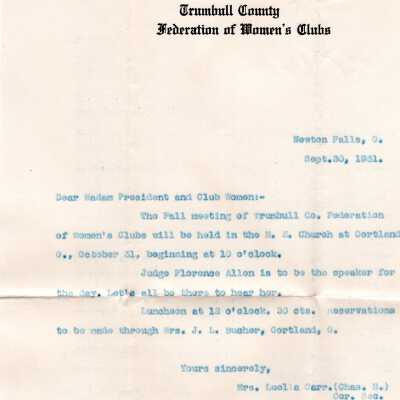 Trumbull County
Federation of Women's Clubs
Newton Falls, O.
Sept.30, 1931.
Dear Madam President and Club Women:-
The Fall meeting of Trumbull Co. Federation
of Women's Clubs will be held in the M. E. Church at Cortland
O., October 31, beginning at 10 o'clock.
Judge Florence Allen is to be the speaker for
the day. Let's all be there to hear her.
Luncheon at 12 o'clock. 50 cts. Reservations
to be made through Mrs. J. L. Bucher, Cortland, O.
Yours sincerely,
Mrs. Luella Carr.(Chas. H.)
Cor. Sec.